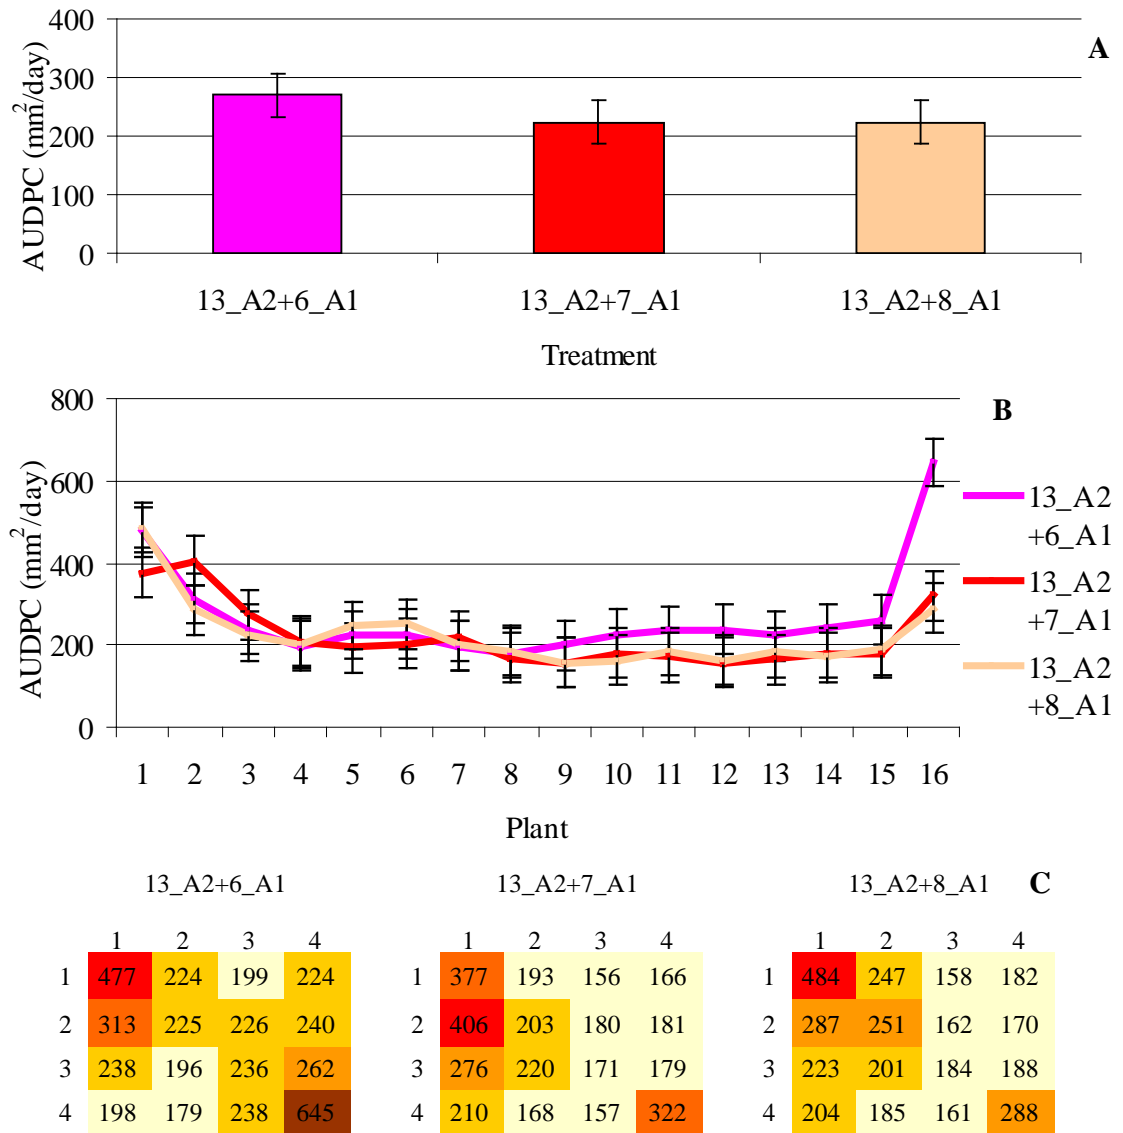 400
A
300
200
100
0
AUDPC (mm²/day)
13_A2+6_A1 13_A2+7_A1 13_A2+8_A1
Treatment
800
B
600
400
200
0
AUDPC (mm²/day)
13_A2
+6_A1
13_A2
+7_A1
13_A2
+8_A1
1 2 3 4 5 6 7 8 9 10 11 12 13 14 15 16
Plant
13_A2+6_A1 13_A2+7_A1 13_A2+8_A1 C
1 2 3 4 1 2 3 4 1 2 3 4
1 477 224 199 224 1 377 193 156 166 1 484 247 158 182
2 313 225 226 240 2 406 203 180 181 2 287 251 162 170
3 238 196 236 262 3 276 220 171 179 3 223 201 184 188
4 198 179 238 645 4 210 168 157 322 4 204 185 161 288